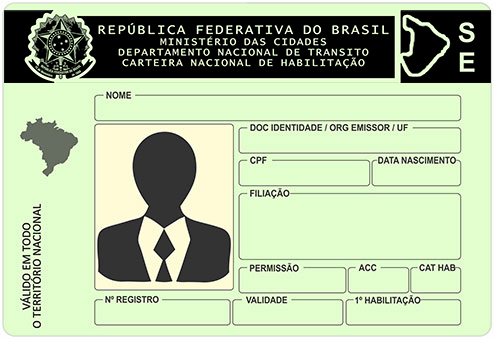 REPÚBLICA FEDERATIVA DO BRASIL
MINISTÉRIO DAS CIDADES
DEPARTAMENTO NACIONAL DE TRANSITO
CARTEIRA NACIONAL DE HABILITAÇÃO
S
E
NOME
DOC IDENTIDADE / ORG EMISSOR / UF
CPF
DATA NASCIMENTO
FILIAÇÃO
PERMISSÃO
ACC
CAT HAB
Nº REGISTRO
VALIDADE
1º HABILITAÇÃO
VÁLIDO EM TODO
O TERRITÓRIO NACIONAL